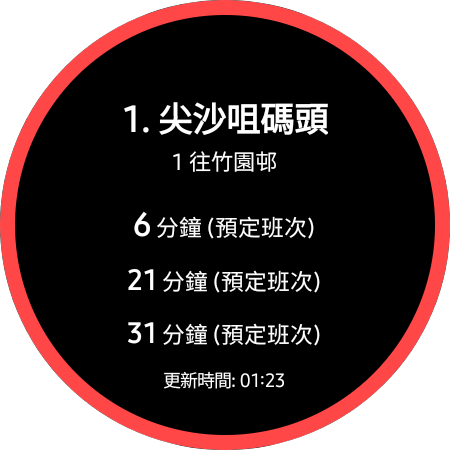 1. 尖沙咀碼頭
1 往竹園邨
6 分鐘 (預定班次)
21 分鐘 (預定班次)
31 分鐘 (預定班次)
更新時間: 01:23